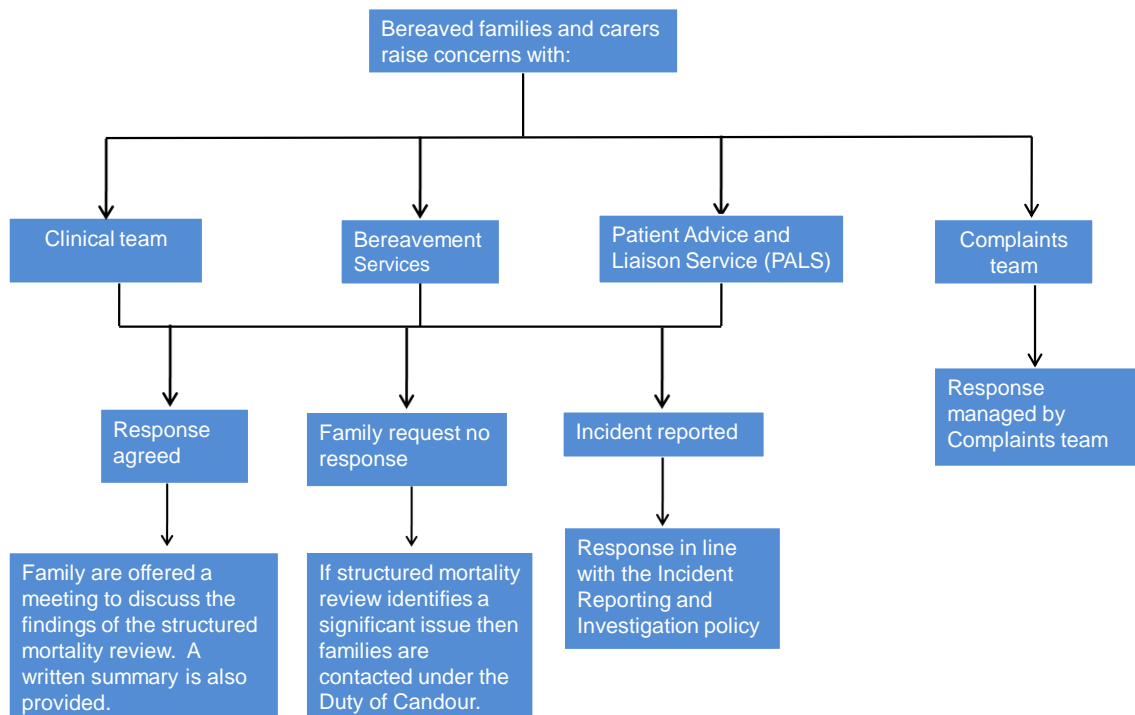 Bereaved families and carers
raise concerns with:
Clinical team
Bereavement
Services
Patient Advice and
Liaison Service (PALS)
Complaints
team
Response
agreed
Family request no
response
Incident reported
Response
managed by
Complaints team
Family are offered a
meeting to discuss the
findings of the structured
mortality review.  A
written summary is also
provided.
If structured mortality
review identifies a
significant issue then
families are
contacted under the
Duty of Candour.
Response in line
with the Incident
Reporting and
Investigation policy